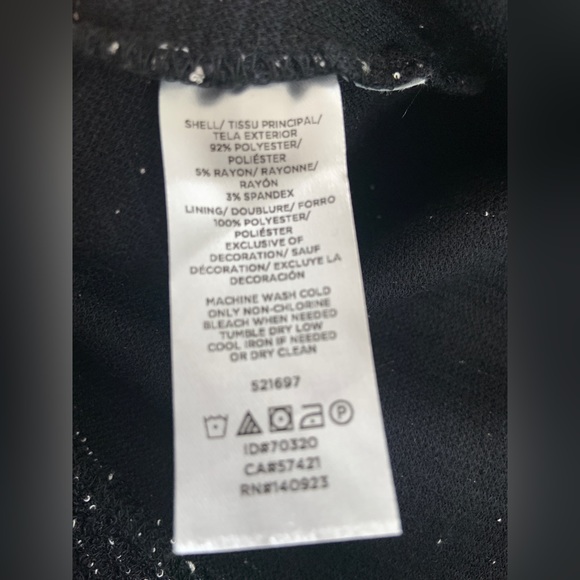 SHELL/ TISSU PRINCIPAL/
TELA EXTERIOR
92% POLYESTER/
POLIÉSTER
5% RAYON/ RAYONNE/
RAYÓN
3% SPANDEX
LINING/ DOUBLURE/ FORRO
100% POLYESTER/
POLIÉSTER
EXCLUSIVE OF
DECORATION/ SAUF
DÉCORATION/ EXCLUYE LA
DECORACIÓN
MACHINE WASH COLD
ONLY NON-CHLORINE
BLEACH WHEN NEEDED
TUMBLE DRY LOW
COOL IRON IF NEEDED
OR DRY CLEAN
521697
P
ID#70320
CA#57421
RN#140923